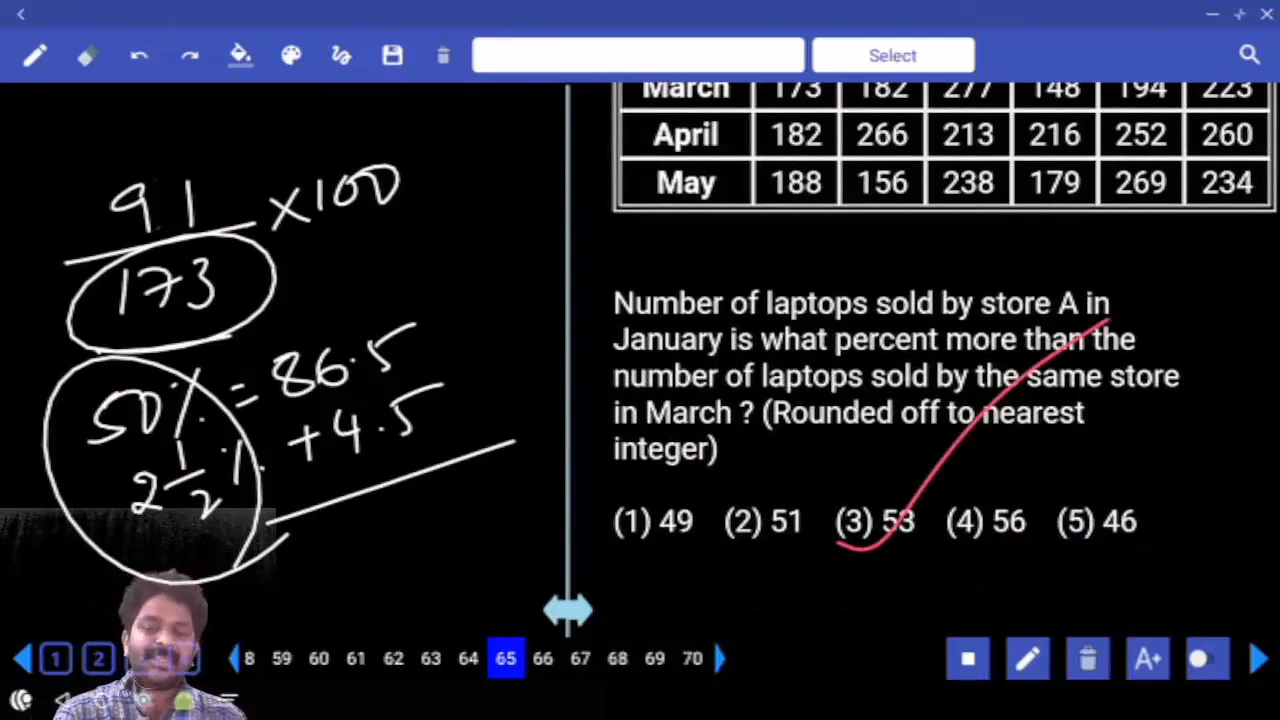 Select
91
173
×100
50% = 86.5
2 1/2 % + 4.5
March 173 182 277 148 194 223
April 182 266 213 216 252 260
May 188 156 238 179 269 234
Number of laptops sold by store A in
January is what percent more than the
number of laptops sold by the same store
in March ? (Rounded off to nearest
integer)
(1) 49 (2) 51 (3) 53 (4) 56 (5) 46
1 2
8 59 60 61 62 63 64 65 66 67 68 69 70
A+